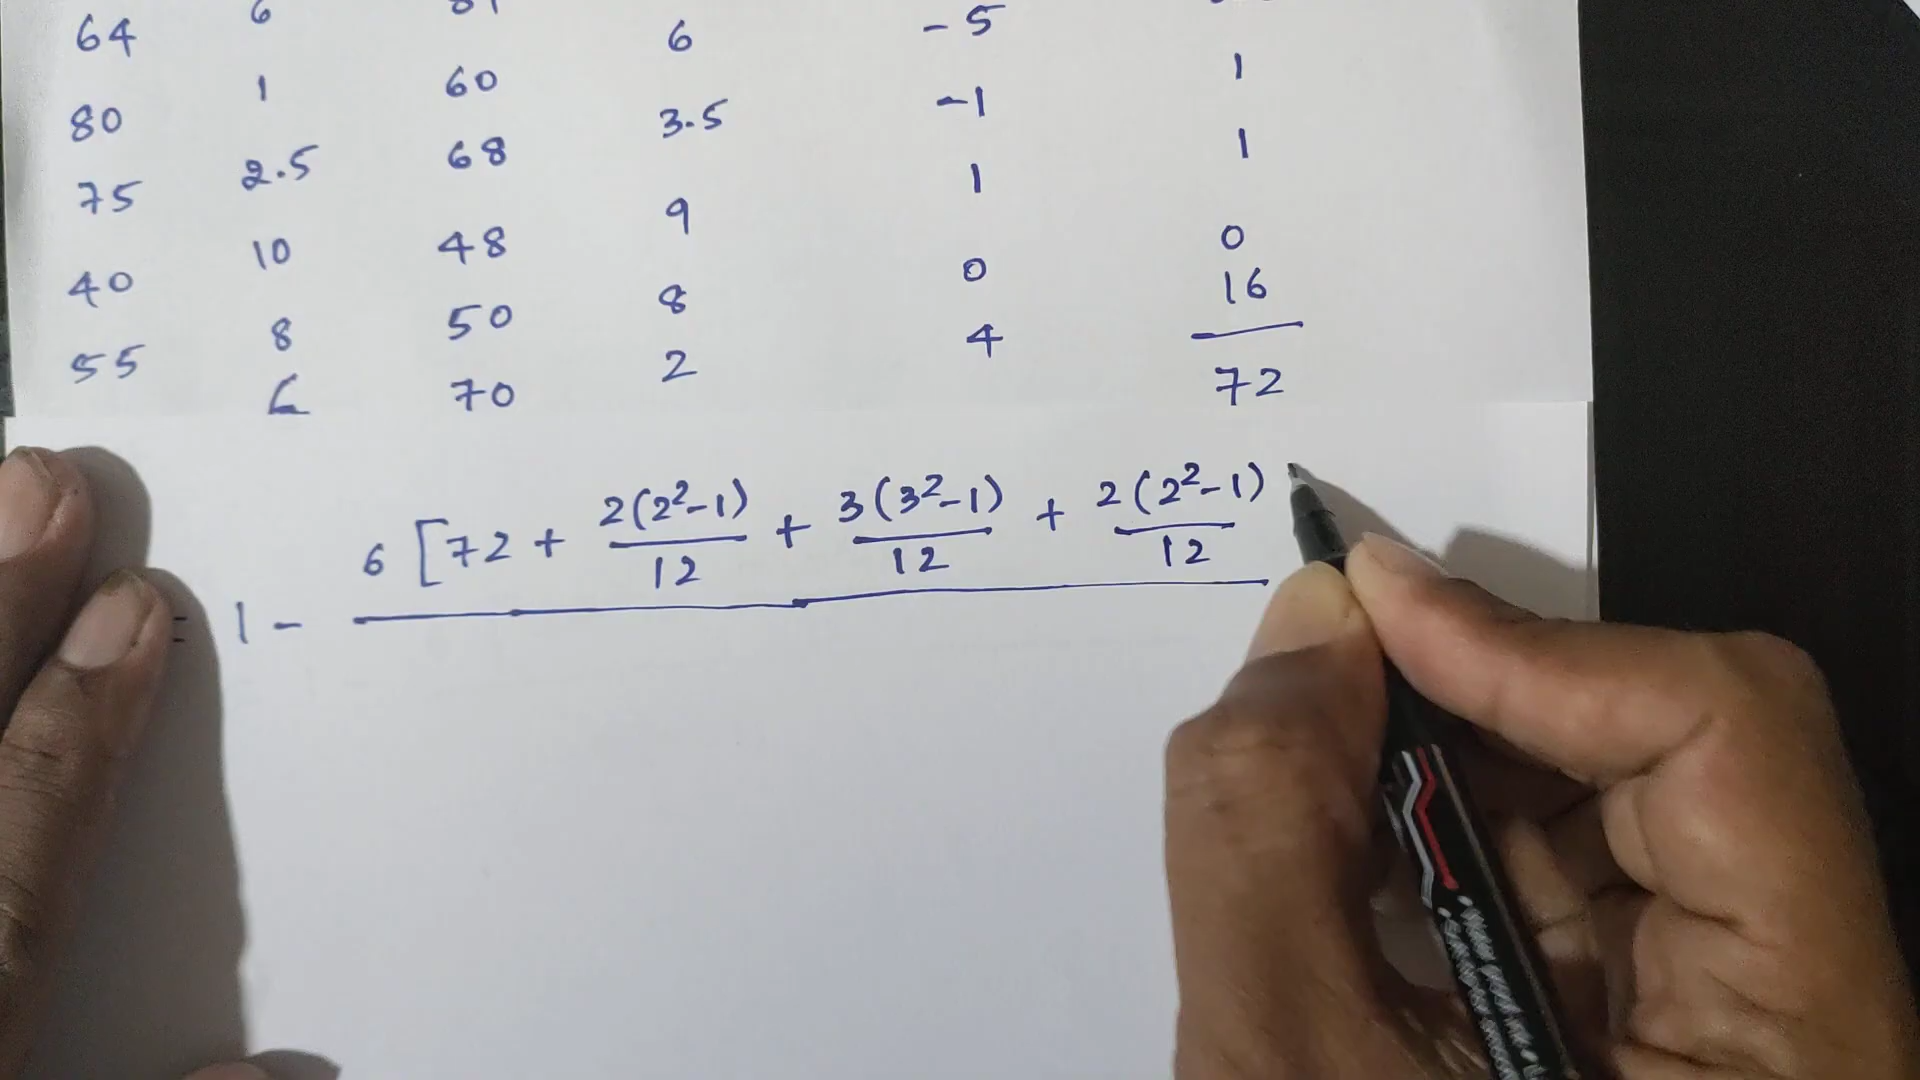 64 6 81 6 -5
80 1 60 3.5 -1 1
75 2.5 68 1 1
40 10 48 9 0 0
55 8 50 8 4 16
6 70 2 72
= 1 - 6 [72 + 2(2²-1)/12 + 3(3²-1)/12 + 2(2²-1)/12